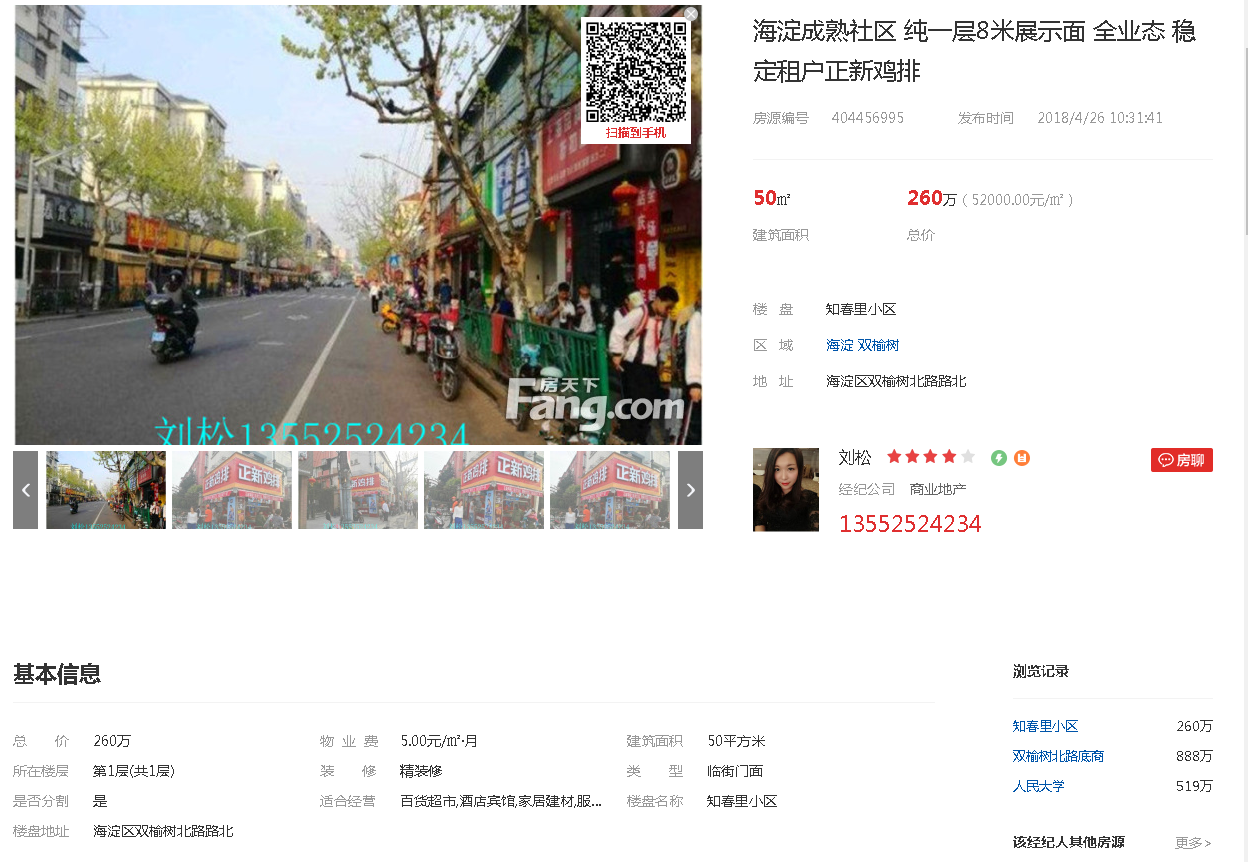 扫描到手机
房天下
Fang.com
刘松13552524234
正新鸡排
正新鸡排
正新鸡排
海淀成熟社区 纯一层8米展示面 全业态 稳
定租户正新鸡排
房源编号 404456995 发布时间 2018/4/26 10:31:41
50㎡ 260万 ( 52000.00元/㎡ )
建筑面积 总价
楼 盘 知春里小区
区 域 海淀 双榆树
地 址 海淀区双榆树北路路北
刘松
房聊
经纪公司 商业地产
13552524234
基本信息
总 价 260万 物 业 费 5.00元/㎡·月 建筑面积 50平方米
所在楼层 第1层(共1层) 装 修 精装修 类 型 临街门面
是否分割 是 适合经营 百货超市,酒店宾馆,家居建材,服... 楼盘名称 知春里小区
楼盘地址 海淀区双榆树北路路北
浏览记录
知春里小区 260万
双榆树北路底商 888万
人民大学 519万
该经纪人其他房源 更多>